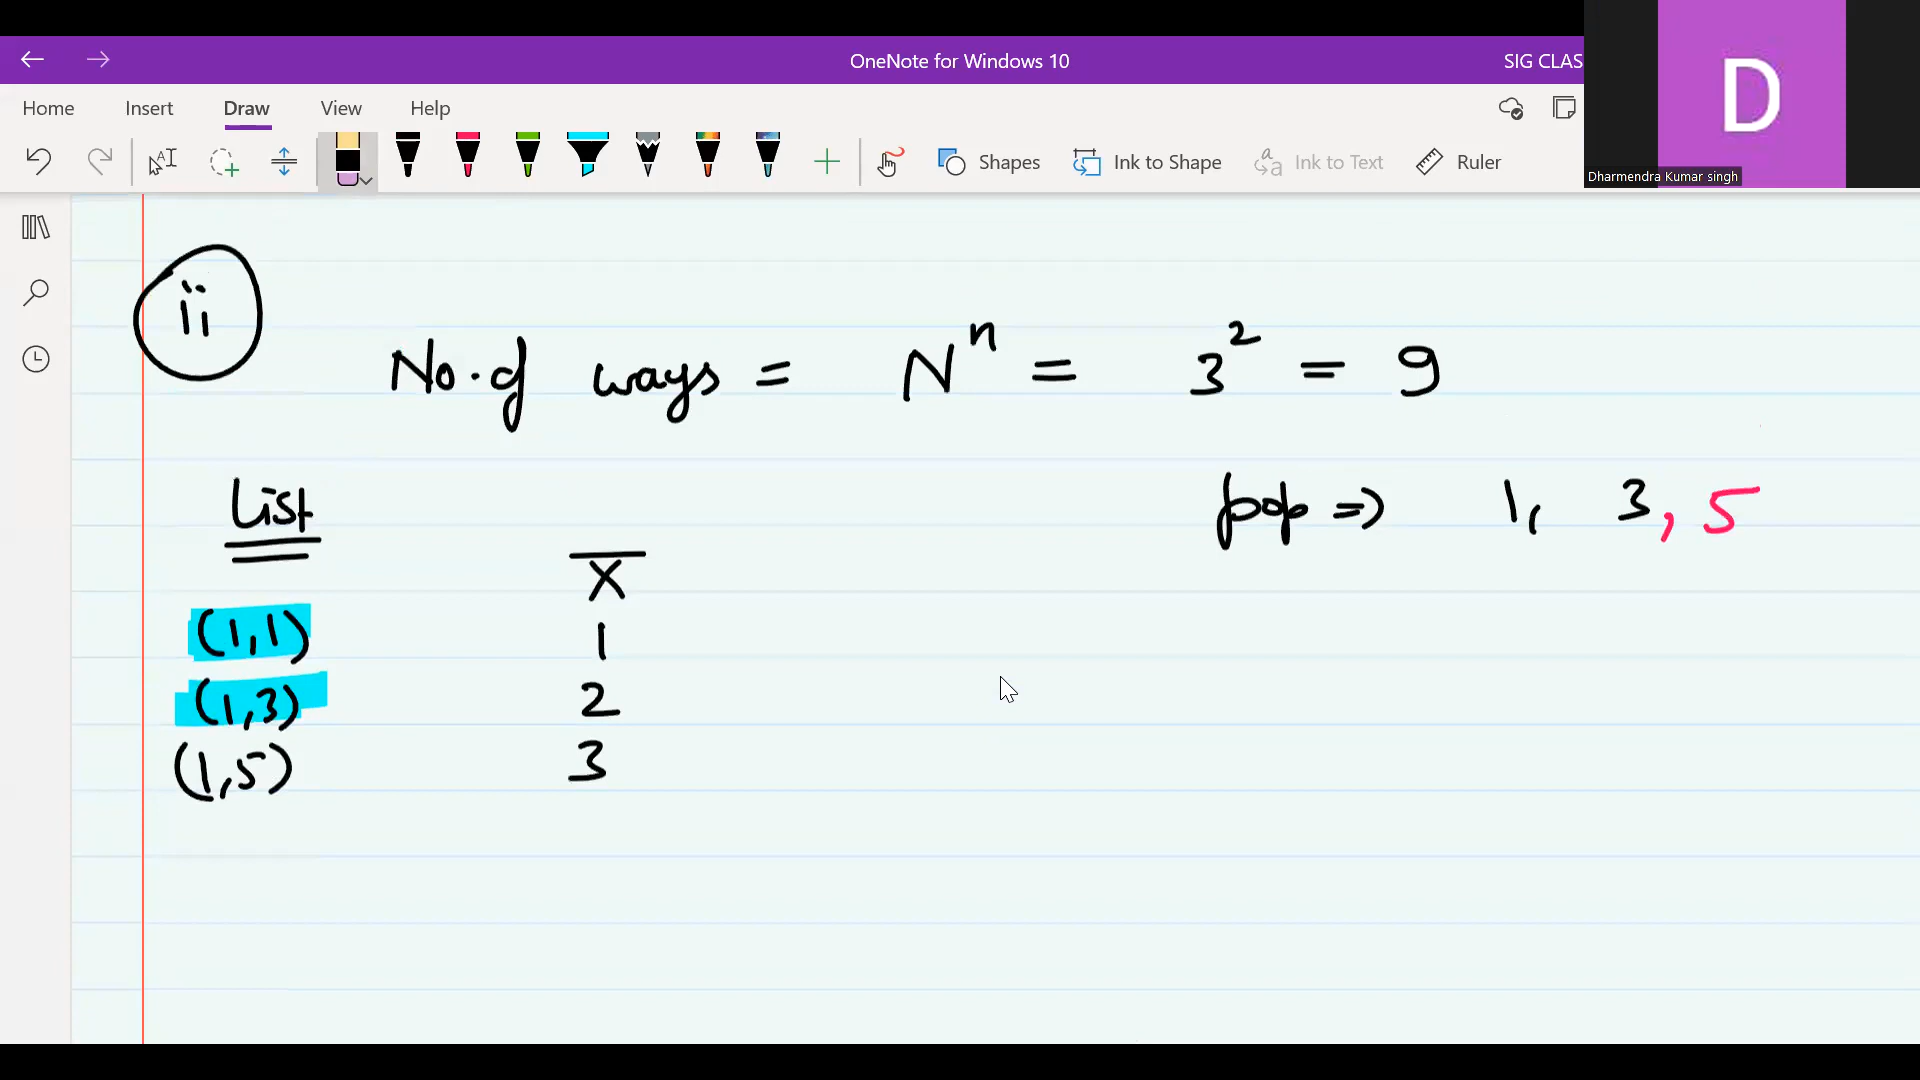 OneNote for Windows 10
SIG CLAS
D
Dharmendra Kumar singh
Home Insert Draw View Help
Shapes Ink to Shape Ink to Text Ruler
ii
No. of ways = Nⁿ = 3² = 9
List
pop ⇒ 1, 3, 5
X̅
(1,1) 1
(1,3) 2
(1,5) 3